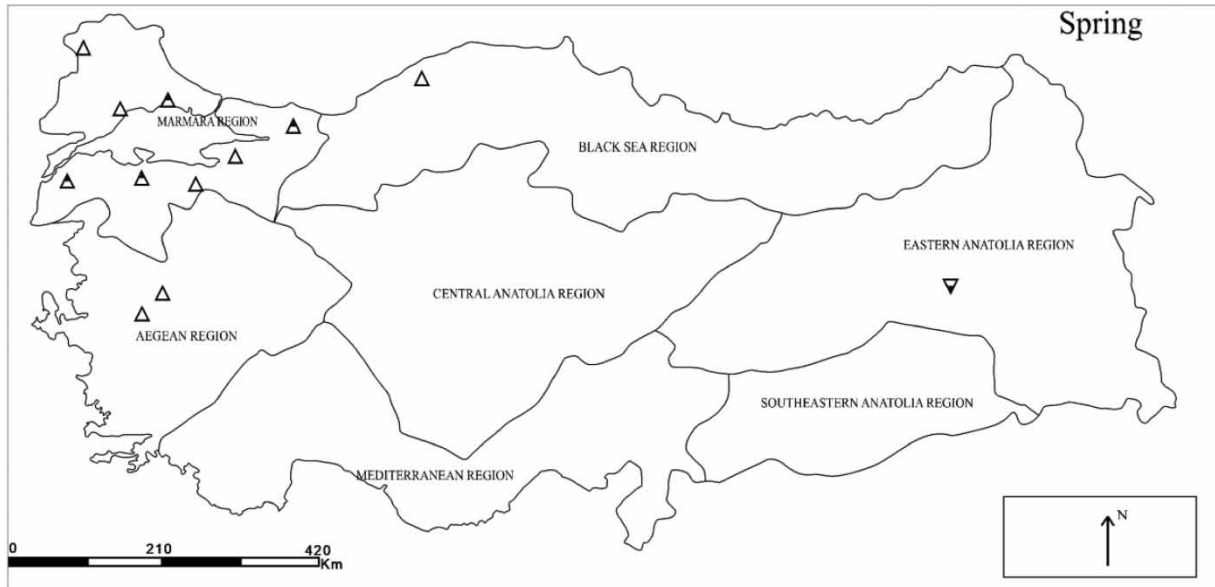 Spring
MARMARA REGION
BLACK SEA REGION
EASTERN ANATOLIA REGION
CENTRAL ANATOLIA REGION
AEGEAN REGION
SOUTHEASTERN ANATOLIA REGION
MEDITERRANEAN REGION
N
0 210 420
Km